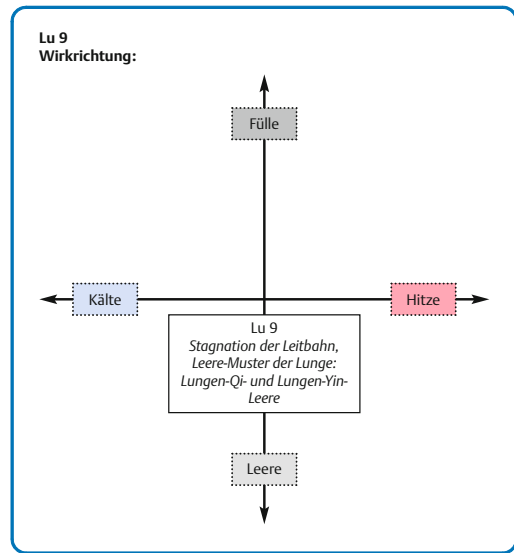 Lu 9
Wirkrichtung:
Fülle
Kälte
Hitze
Lu 9
Stagnation der Leitbahn,
Leere-Muster der Lunge:
Lungen-Qi- und Lungen-Yin-
Leere
Leere